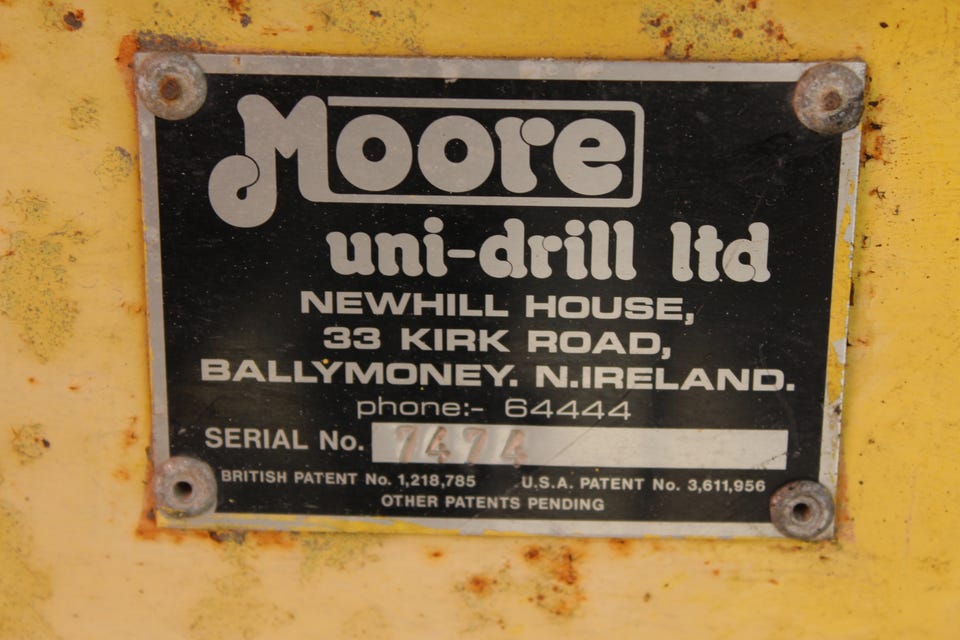 Moore
uni-drill ltd
NEWHILL HOUSE,
33 KIRK ROAD,
BALLYMONEY. N.IRELAND.
phone:- 64444
SERIAL No. 7474
BRITISH PATENT No. 1,218,785 U.S.A. PATENT No. 3,611,956
OTHER PATENTS PENDING